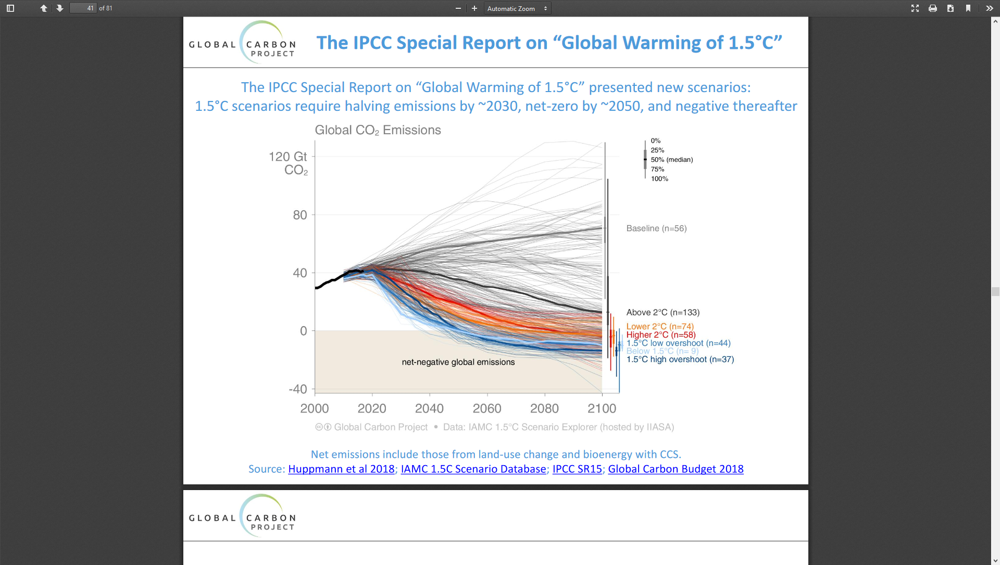 41 of 81
Automatic Zoom
GLOBAL CARBON
PROJECT
The IPCC Special Report on “Global Warming of 1.5°C”
The IPCC Special Report on “Global Warming of 1.5°C” presented new scenarios:
1.5°C scenarios require halving emissions by ~2030, net-zero by ~2050, and negative thereafter
Global CO₂ Emissions
120 Gt
CO₂
80
40
0
-40
2000 2020 2040 2060 2080 2100
net-negative global emissions
0%
25%
50% (median)
75%
100%
Baseline (n=56)
Above 2°C (n=133)
Lower 2°C (n=74)
Higher 2°C (n=58)
1.5°C low overshoot (n=44)
Below 1.5°C (n= 9)
1.5°C high overshoot (n=37)
Global Carbon Project • Data: IAMC 1.5°C Scenario Explorer (hosted by IIASA)
Net emissions include those from land-use change and bioenergy with CCS.
Source: Huppmann et al 2018; IAMC 1.5C Scenario Database; IPCC SR15; Global Carbon Budget 2018
GLOBAL CARBON
PROJECT